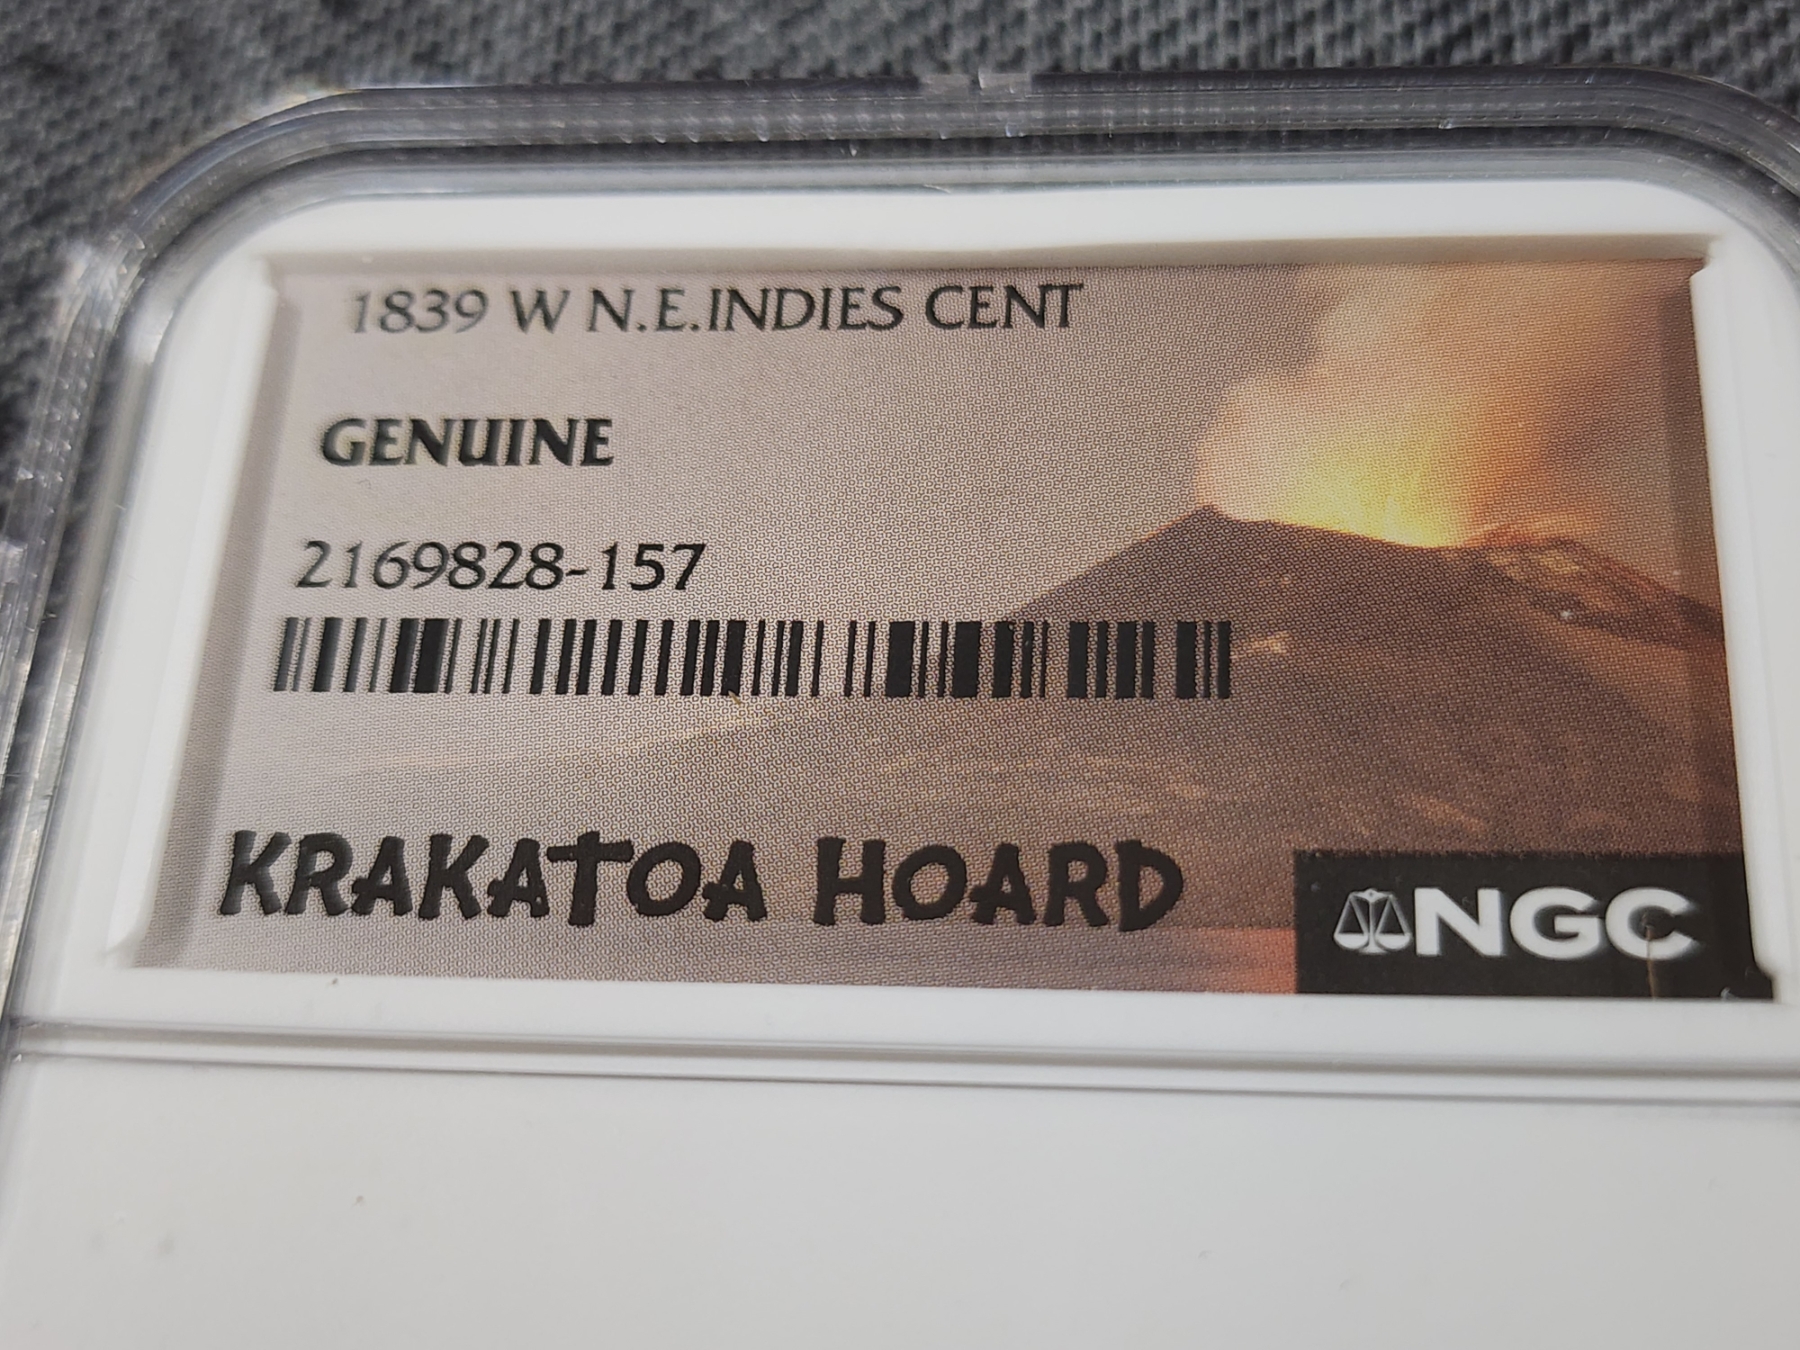 1839 W N.E.INDIES CENT
GENUINE
2169828-157
KRAKATOA HOARD
NGC